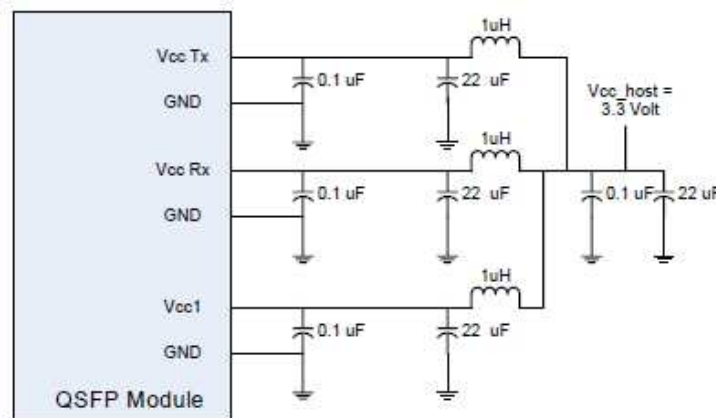 1uH
Vcc Tx
0.1 uF
22 uF
GND
Vcc_host =
3.3 Volt
1uH
Vcc Rx
0.1 uF
22 uF
0.1 uF
22 uF
GND
1uH
Vcc1
0.1 uF
22 uF
GND
QSFP Module